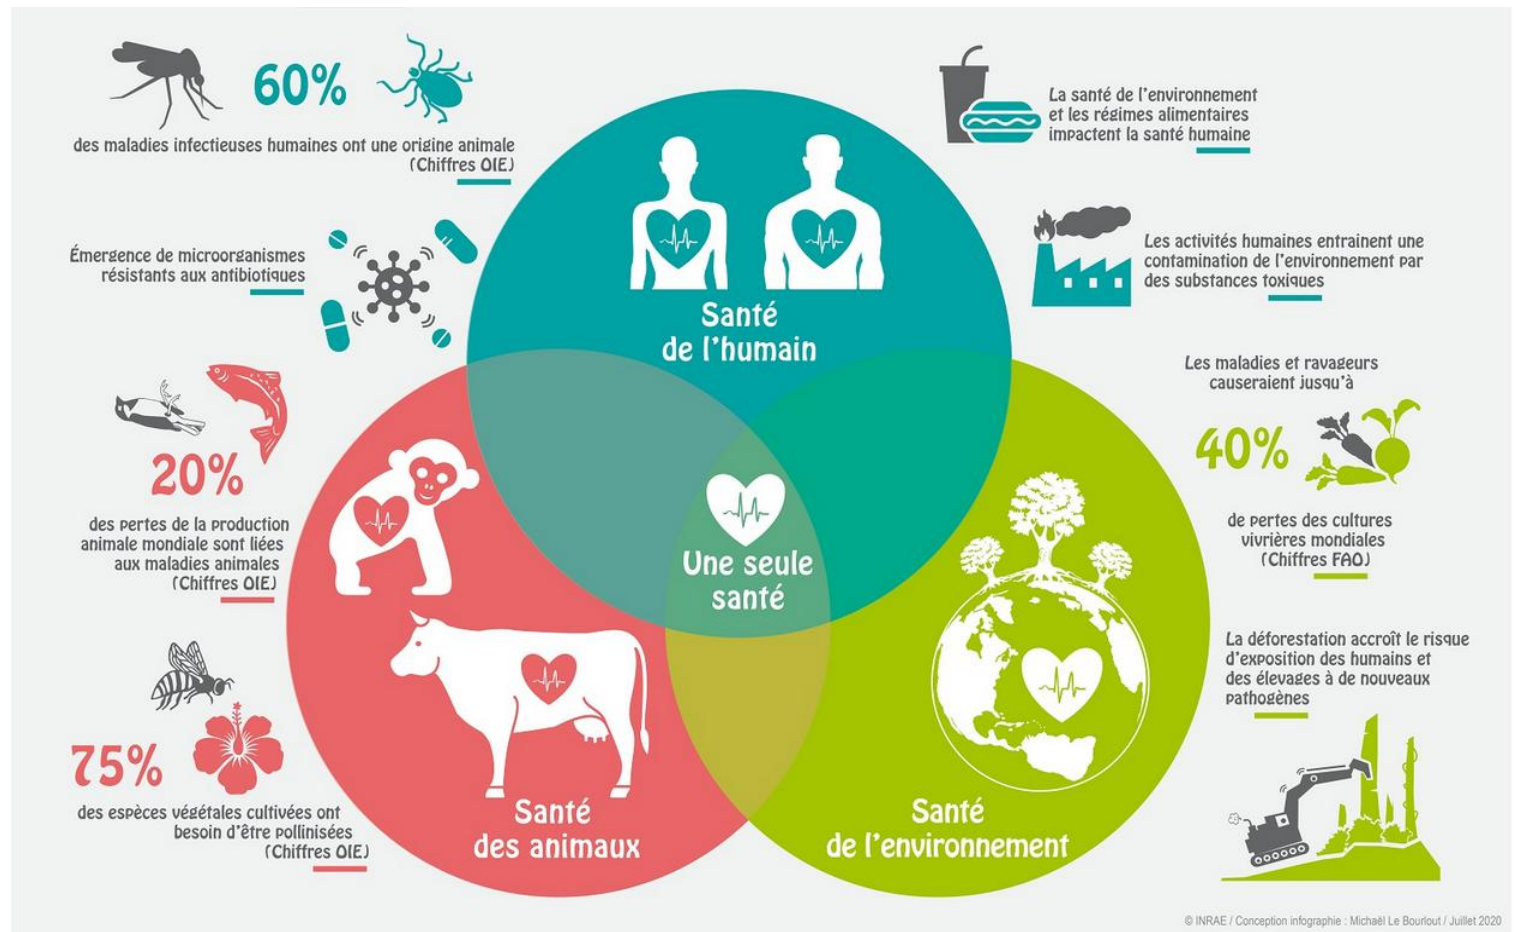 60%
des maladies infectieuses humaines ont une origine animale
(Chiffres OIE)
Émergence de microorganismes
résistants aux antibiotiques
20%
des pertes de la production
animale mondiale sont liées
aux maladies animales
(Chiffres OIE)
75%
des espèces végétales cultivées ont
besoin d'être pollinisées
(Chiffres OIE)
Santé
de l'humain
Une seule
santé
Santé
des animaux
Santé
de l'environnement
La santé de l'environnement
et les régimes alimentaires
impactent la santé humaine
Les activités humaines entrainent une
contamination de l'environnement par
des substances toxiques
Les maladies et ravageurs
causeraient jusqu'à
40%
de pertes des cultures
vivrières mondiales
(Chiffres FAO)
La déforestation accroît le risque
d'exposition des humains et
des élevages à de nouveaux
pathogènes
© INRAE / Conception infographie : Michaël Le Bourlout / Juillet 2020